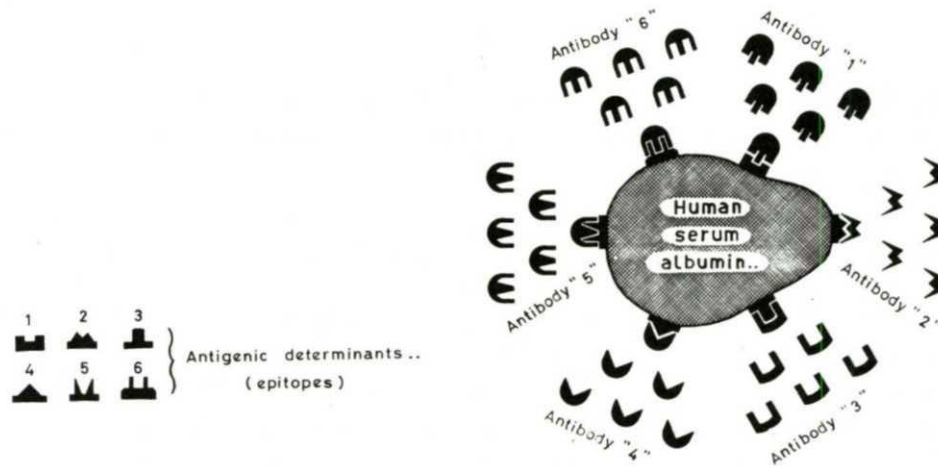 Antibody "6"
Antibody "1"
Human
serum
albumin..
Antibody "5"
Antibody "2"
1 2 3
Antigenic determinants..
4 5 6
(epitopes)
Antibody "4"
Antibody "3"